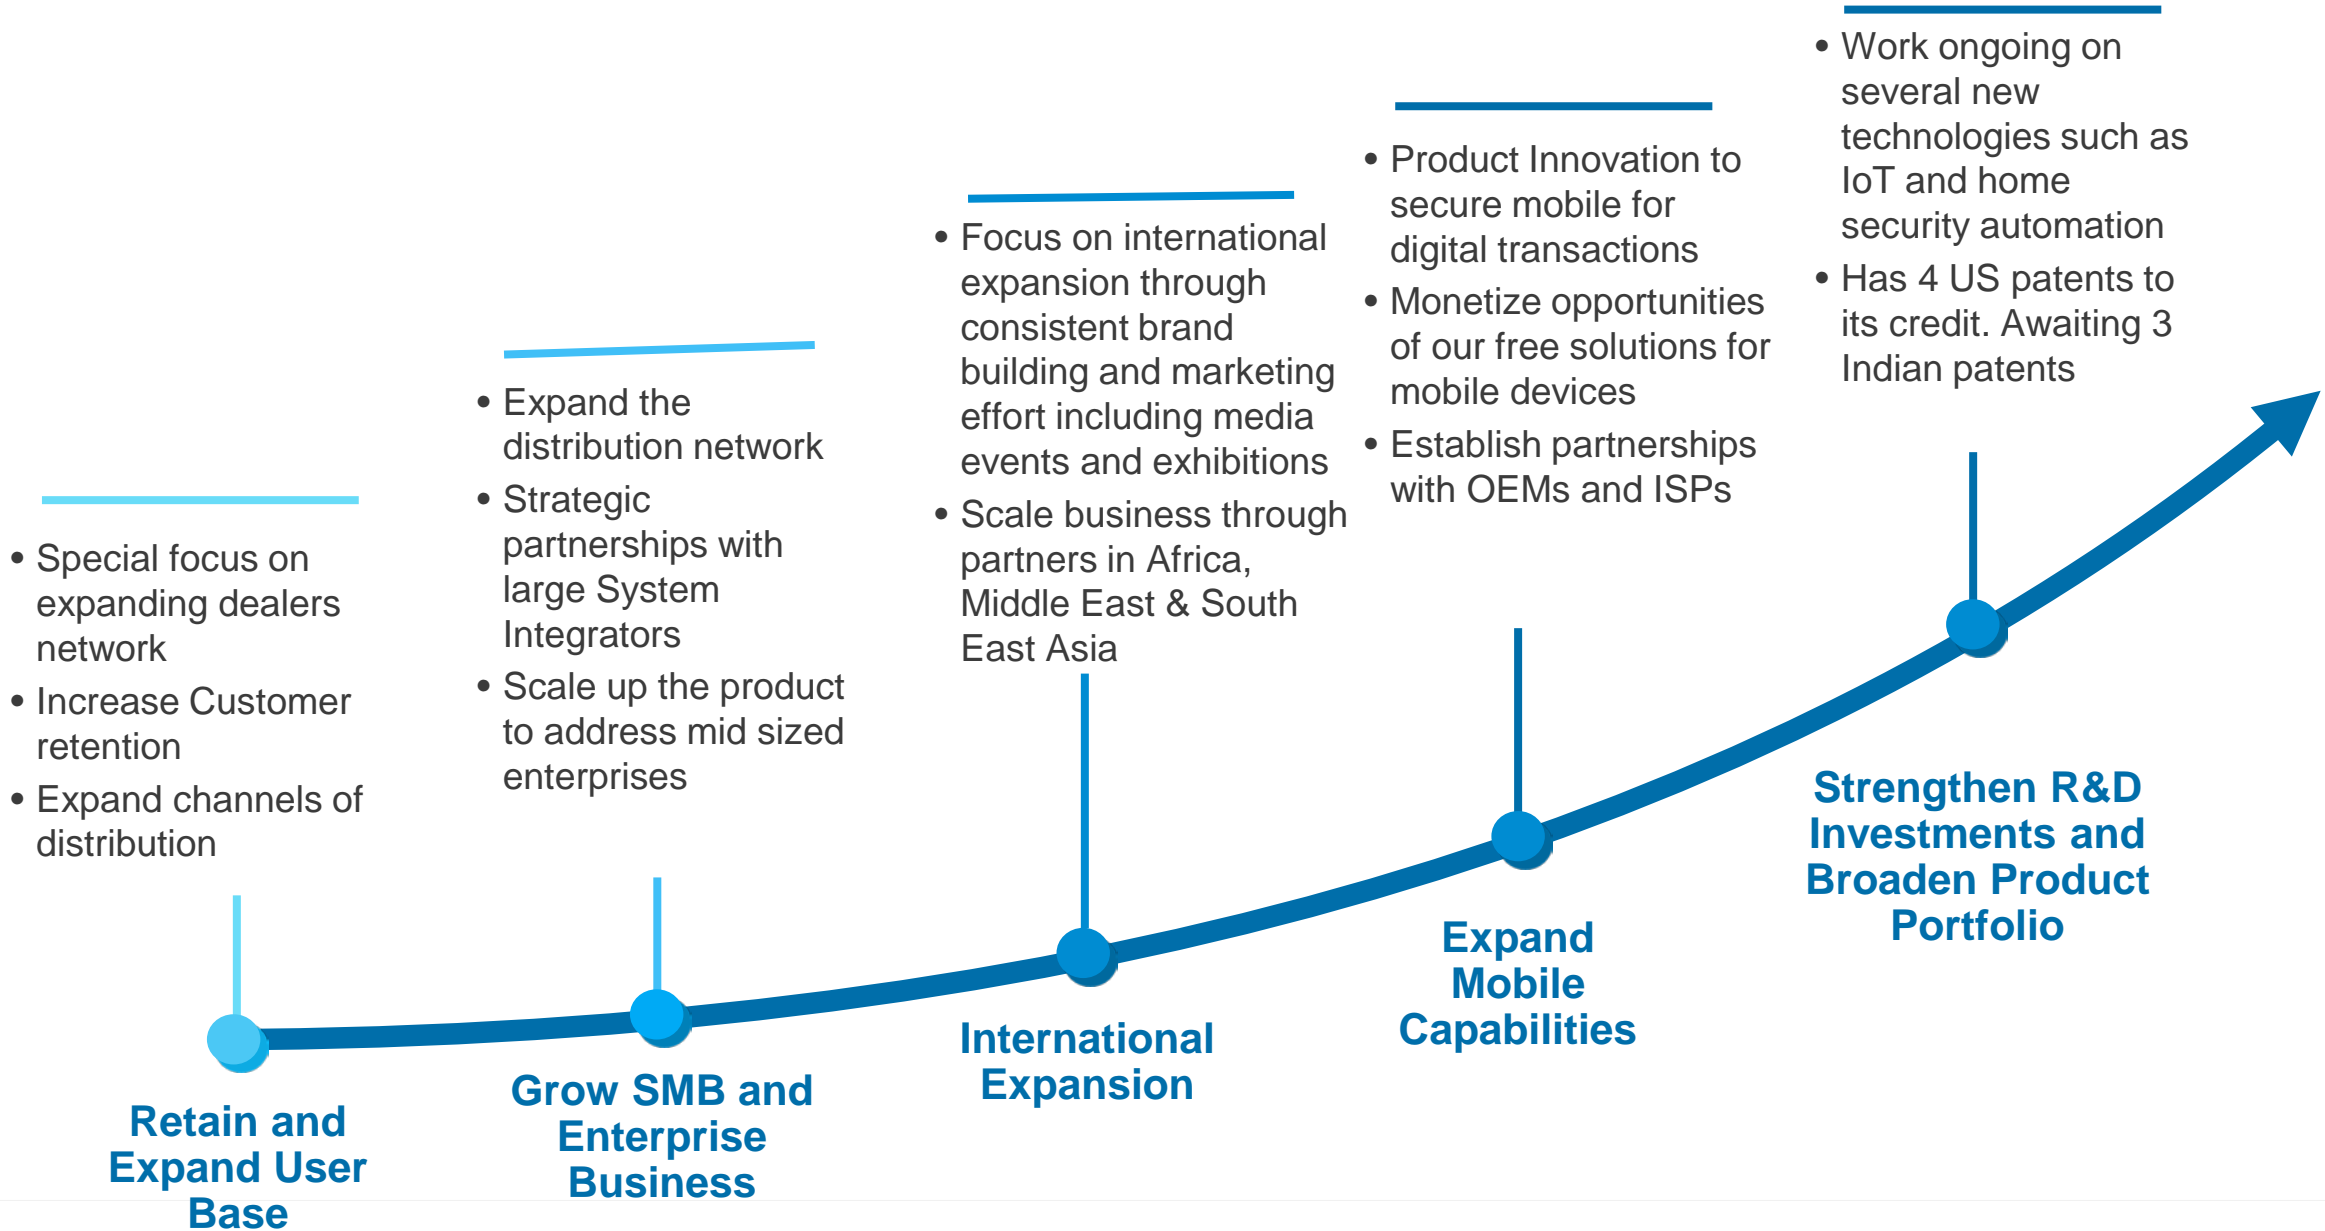 • Special focus on
expanding dealers
network
• Increase Customer
retention
• Expand channels of
distribution
Retain and
Expand User
Base
• Expand the
distribution network
• Strategic
partnerships with
large System
Integrators
• Scale up the product
to address mid sized
enterprises
Grow SMB and
Enterprise
Business
• Focus on international
expansion through
consistent brand
building and marketing
effort including media
events and exhibitions
• Scale business through
partners in Africa,
Middle East & South
East Asia
International
Expansion
• Product Innovation to
secure mobile for
digital transactions
• Monetize opportunities
of our free solutions for
mobile devices
• Establish partnerships
with OEMs and ISPs
Expand
Mobile
Capabilities
• Work ongoing on
several new
technologies such as
IoT and home
security automation
• Has 4 US patents to
its credit. Awaiting 3
Indian patents
Strengthen R&D
Investments and
Broaden Product
Portfolio